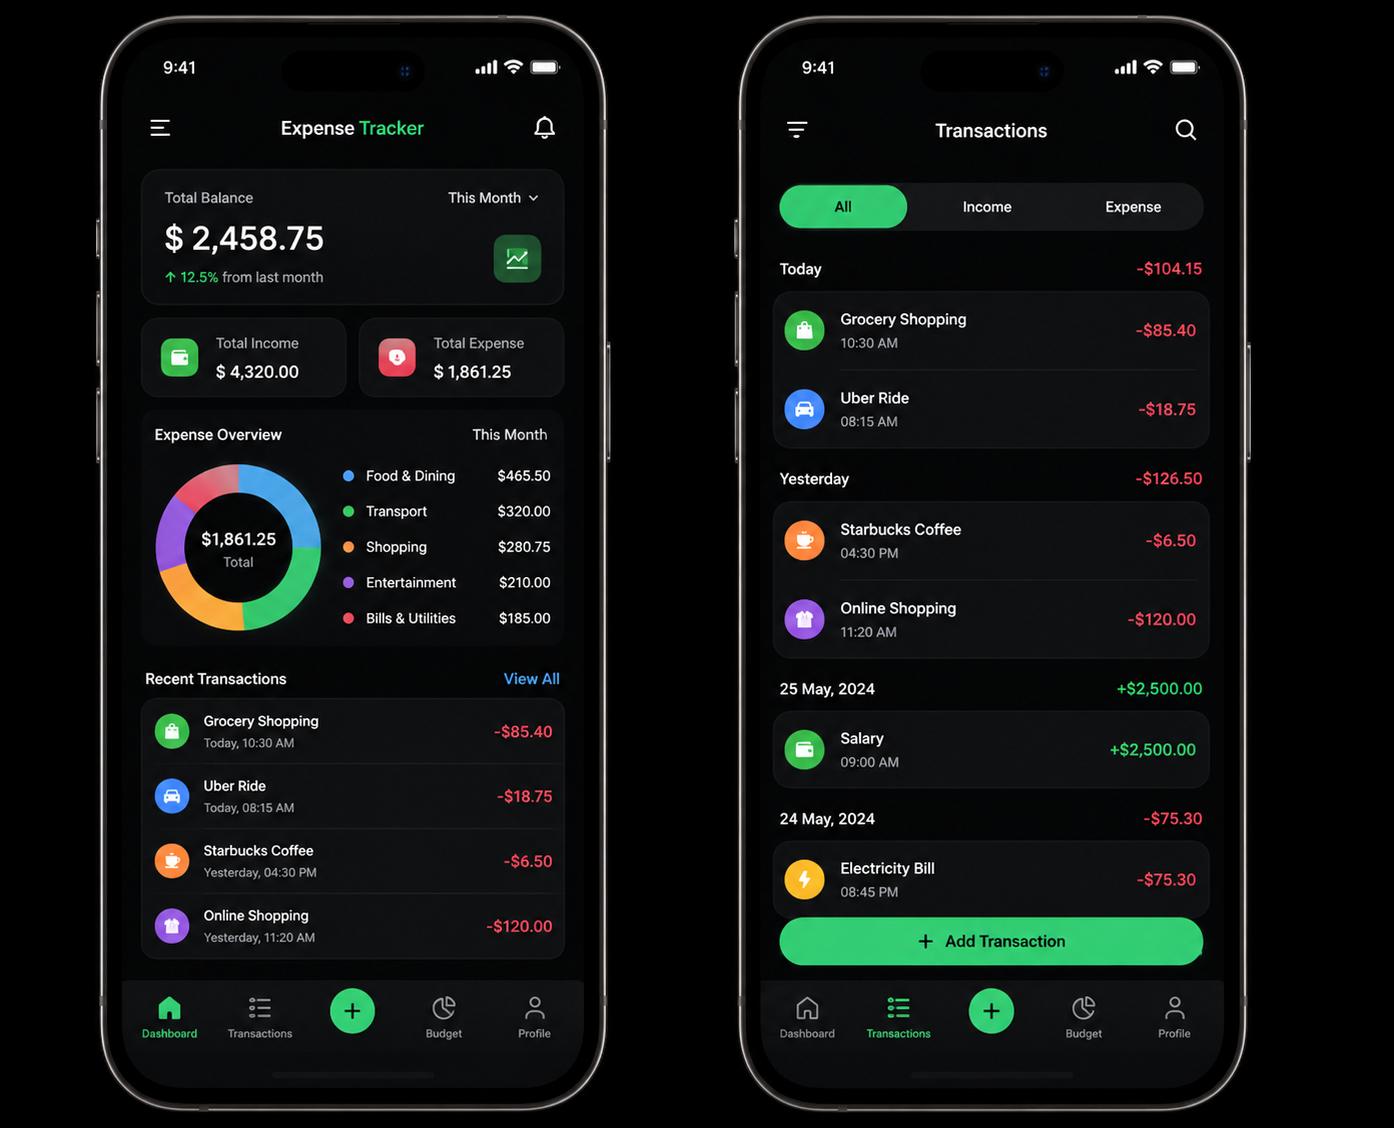 9:41
Expense Tracker
Total Balance
This Month
$ 2,458.75
↑ 12.5% from last month
Total Income
$ 4,320.00
Total Expense
$ 1,861.25
Expense Overview
This Month
$1,861.25
Total
Food & Dining $465.50
Transport $320.00
Shopping $280.75
Entertainment $210.00
Bills & Utilities $185.00
Recent Transactions
View All
Grocery Shopping
Today, 10:30 AM
-$85.40
Uber Ride
Today, 08:15 AM
-$18.75
Starbucks Coffee
Yesterday, 04:30 PM
-$6.50
Online Shopping
Yesterday, 11:20 AM
-$120.00
Dashboard
Transactions
+
Budget
Profile
9:41
Transactions
All
Income
Expense
Today
-$104.15
Grocery Shopping
10:30 AM
-$85.40
Uber Ride
08:15 AM
-$18.75
Yesterday
-$126.50
Starbucks Coffee
04:30 PM
-$6.50
Online Shopping
11:20 AM
-$120.00
25 May, 2024
+$2,500.00
Salary
09:00 AM
+$2,500.00
24 May, 2024
-$75.30
Electricity Bill
08:45 PM
-$75.30
+ Add Transaction
Dashboard
Transactions
+
Budget
Profile